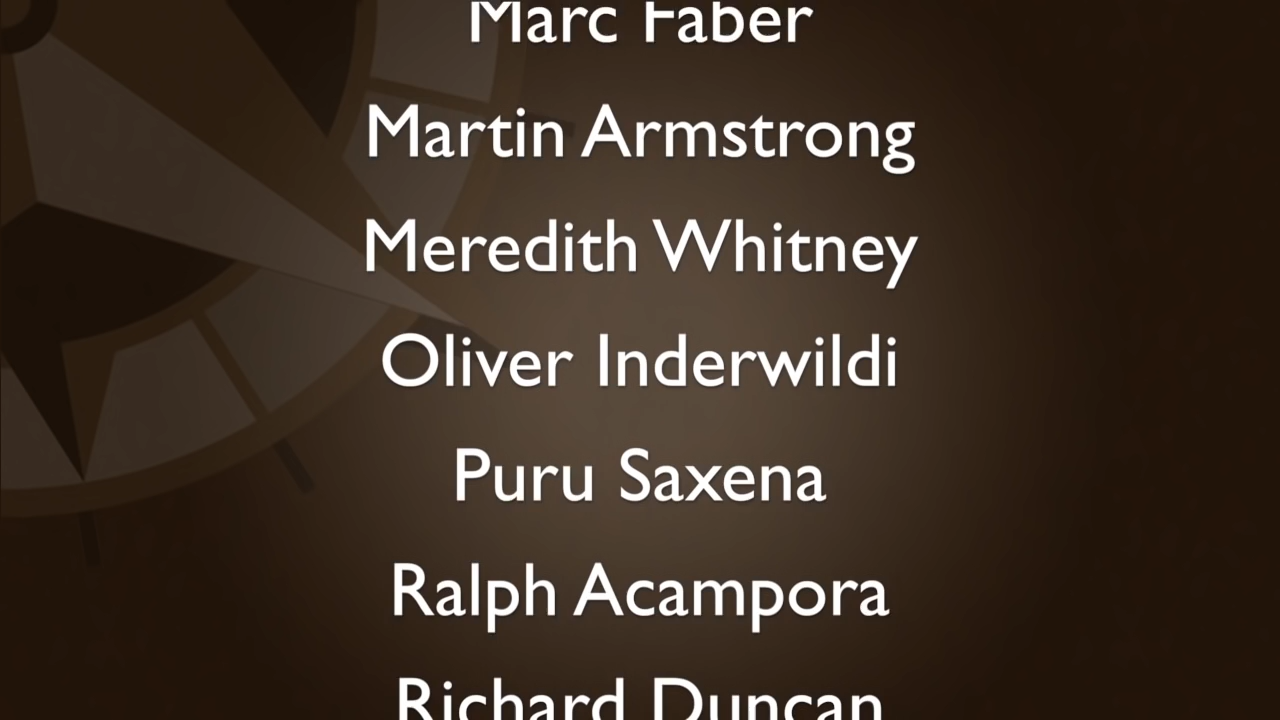 Marc Faber
Martin Armstrong
Meredith Whitney
Oliver Inderwildi
Puru Saxena
Ralph Acampora
Richard Duncan